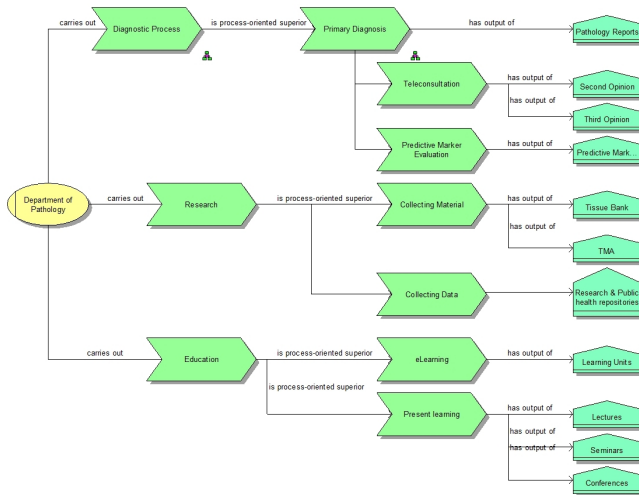 carries out
Diagnostic Process
is process-oriented superior
Primary Diagnosis
has output of
Pathology Reports
Teleconsultation
has output of
Second Opinion
has output of
Third Opinion
Predictive Marker
Evaluation
has output of
Predictive Mark...
Department of
Pathology
carries out
Research
is process-oriented superior
Collecting Material
has output of
Tissue Bank
has output of
TMA
Collecting Data
Research & Public
health repositories
carries out
Education
is process-oriented superior
eLearning
has output of
Learning Units
is process-oriented superior
Present learning
has output of
Lectures
has output of
Seminars
has output of
Conferences